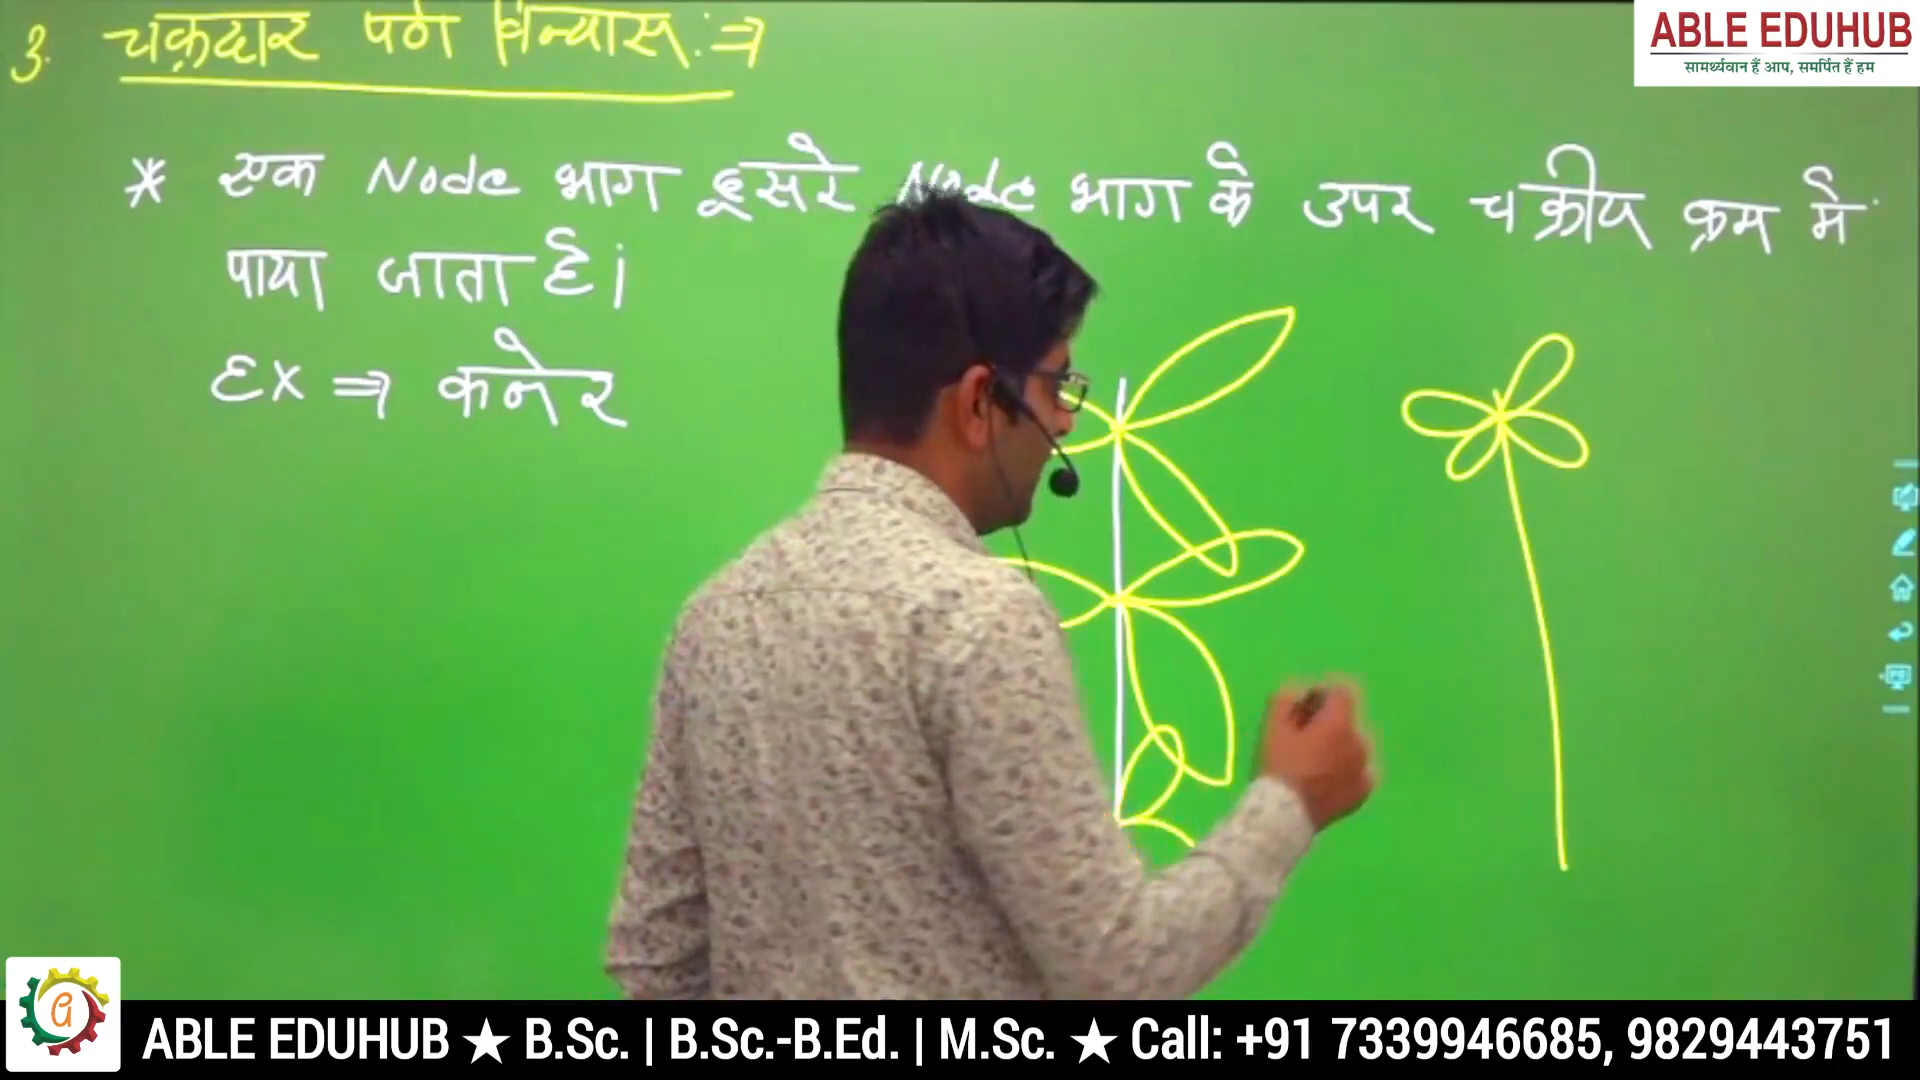 ABLE EDUHUB
सामर्थ्यवान हैं आप, समर्पित हैं हम
3. चक्रदार पर्ण विन्यास :⇒
* एक Node भाग दूसरे Node भाग के उपर चक्रीय क्रम में
पाया जाता है।
Ex ⇒ कनेर
ABLE EDUHUB ★ B.Sc. | B.Sc.-B.Ed. | M.Sc. ★ Call: +91 7339946685, 9829443751